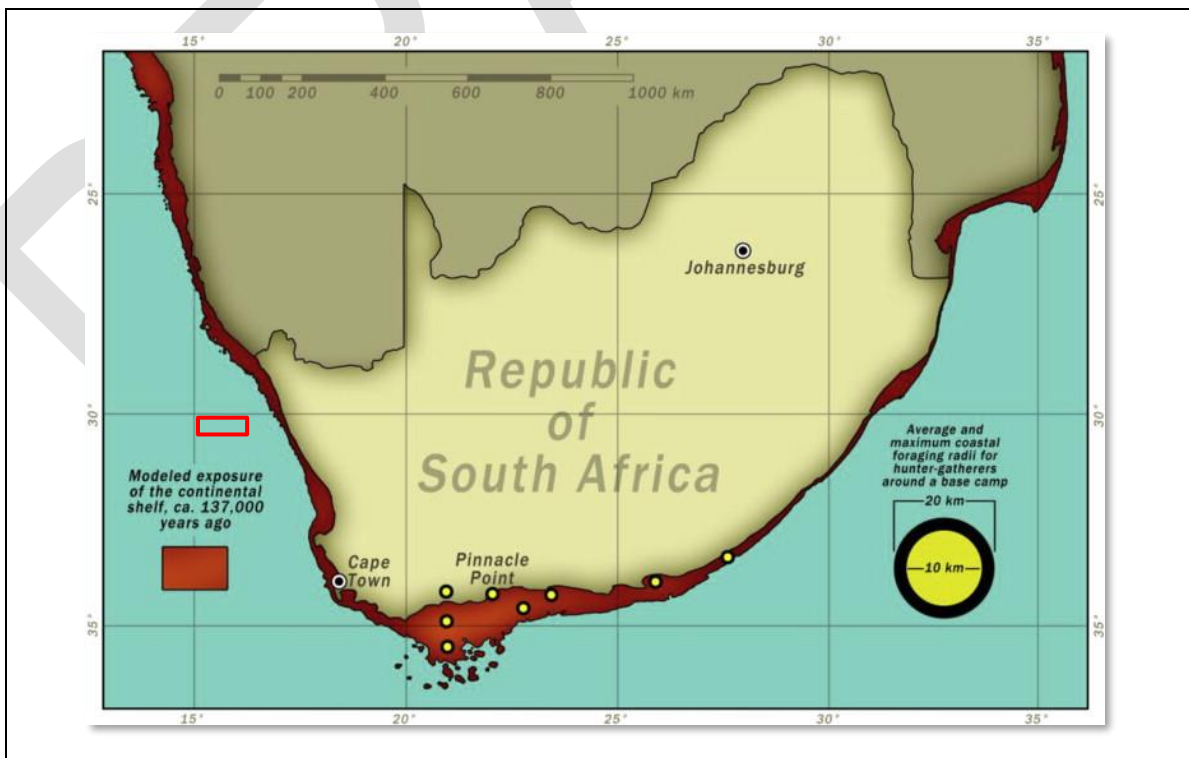 15° 20° 25° 30° 35°
0 100 200 400 600 800 1000 km
25° 25°
Johannesburg
Republic
of
South Africa
30° 30°
Average and
maximum coastal
foraging radii for
hunter-gatherers
around a base camp
20 km
10 km
Modeled exposure
of the continental
shelf, ca. 137,000
years ago
Cape
Town
Pinnacle
Point
35° 35°
15° 20° 25° 30° 35°